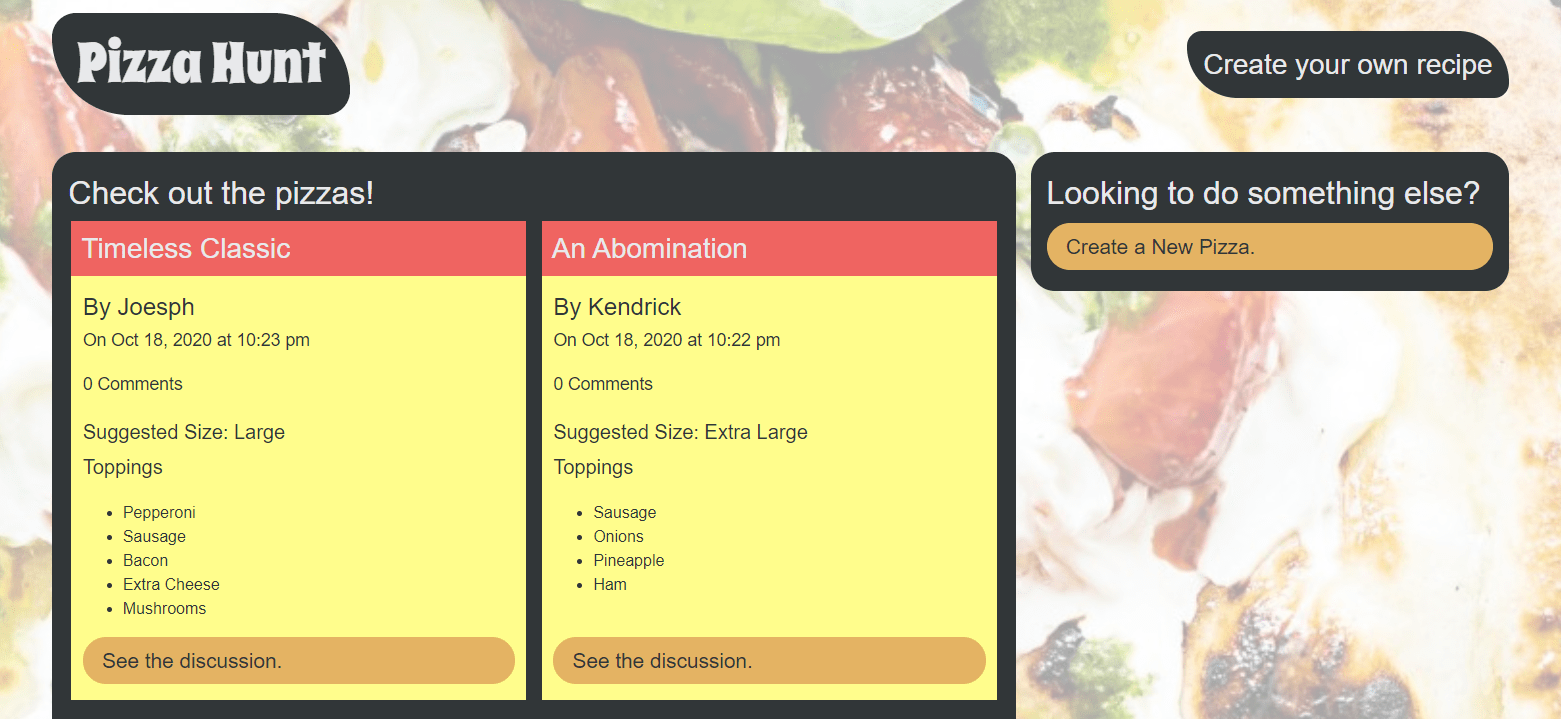 Pizza Hunt
Create your own recipe
Check out the pizzas!
Timeless Classic
By Joesph
On Oct 18, 2020 at 10:23 pm
0 Comments
Suggested Size: Large
Toppings
Pepperoni
Sausage
Bacon
Extra Cheese
Mushrooms
See the discussion.
An Abomination
By Kendrick
On Oct 18, 2020 at 10:22 pm
0 Comments
Suggested Size: Extra Large
Toppings
Sausage
Onions
Pineapple
Ham
See the discussion.
Looking to do something else?
Create a New Pizza.